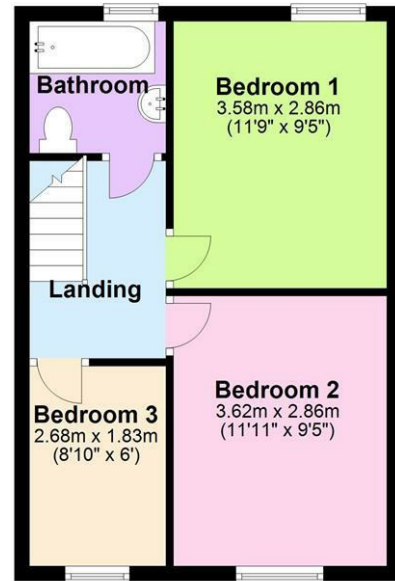 Bathroom
Bedroom 1
3.58m x 2.86m
(11'9" x 9'5")
Landing
Bedroom 2
3.62m x 2.86m
(11'11" x 9'5")
Bedroom 3
2.68m x 1.83m
(8'10" x 6')